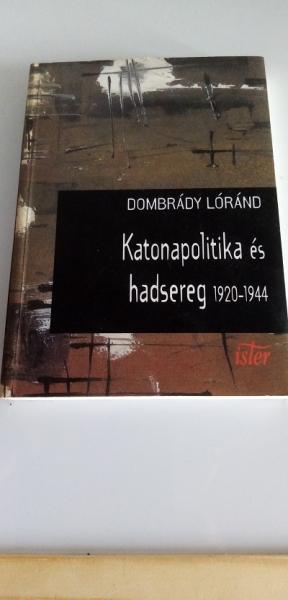 DOMBRÁDY LÓRÁND
Katonapolitika és
hadsereg 1920-1944
ister